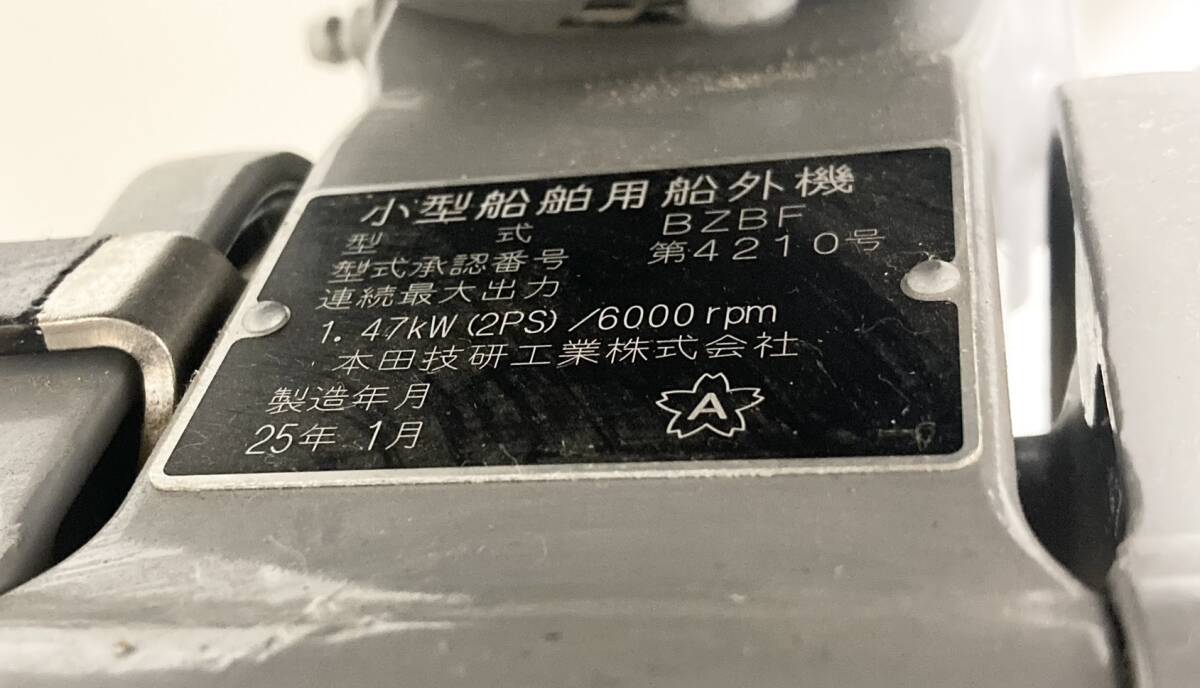 小型船舶用船外機
型式 BZBF
型式承認番号 第4210号
連続最大出力
1.47kW(2PS)/6000rpm
本田技研工業株式会社
製造年月
25年 1月
A